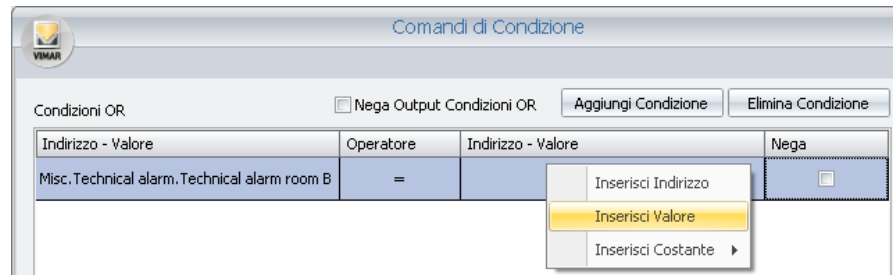 Comandi di Condizione
VIMAR
Condizioni OR Nega Output Condizioni OR Aggiungi Condizione Elimina Condizione
Indirizzo - Valore Operatore Indirizzo - Valore Nega
Misc.Technical alarm.Technical alarm room B =
Inserisci Indirizzo
Inserisci Valore
Inserisci Costante